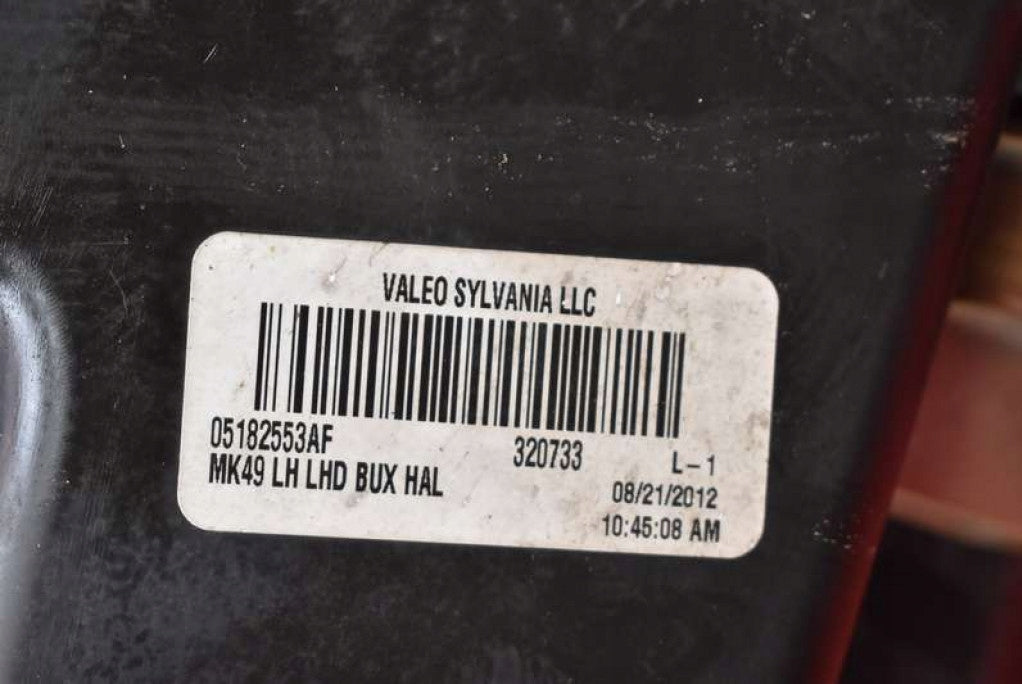 VALEO SYLVANIA LLC
05182553AF 320733 L-1
MK49 LH LHD BUX HAL 08/21/2012
10:45:08 AM